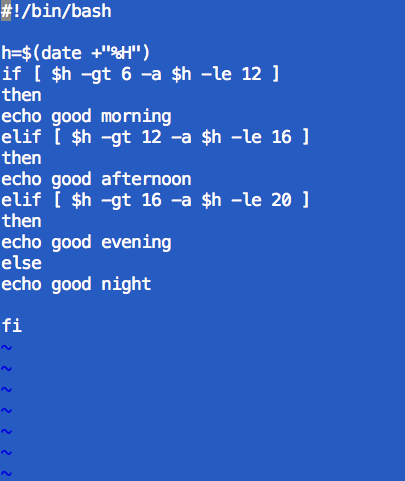 #!/bin/bash

h=$(date +"%H")
if [ $h -gt 6 -a $h -le 12 ]
then
echo good morning
elif [ $h -gt 12 -a $h -le 16 ]
then
echo good afternoon
elif [ $h -gt 16 -a $h -le 20 ]
then
echo good evening
else
echo good night

fi
~
~
~
~
~
~
~